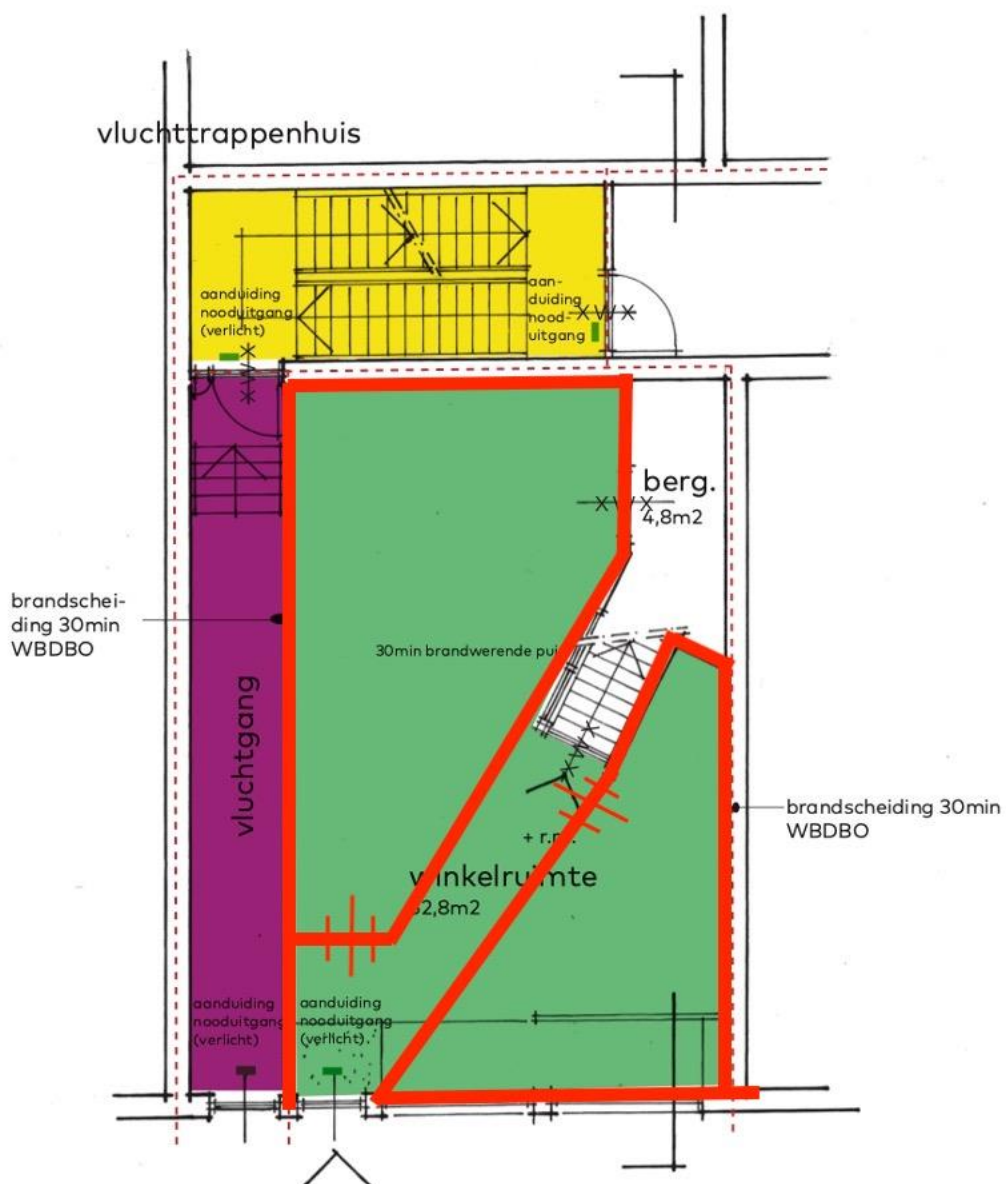 vluchttrappenhuis
aanduiding
nooduitgang
(verlicht)
aan-
duiding
nood-
uitgang
berg.
4,8m2
brandschei-
ding 30min
WBDBO
30min brandwerende pui
vluchtgang
brandscheiding 30min
WBDBO
winkelruimte
aanduiding
nooduitgang
(verlicht)
aanduiding
nooduitgang
(verlicht)